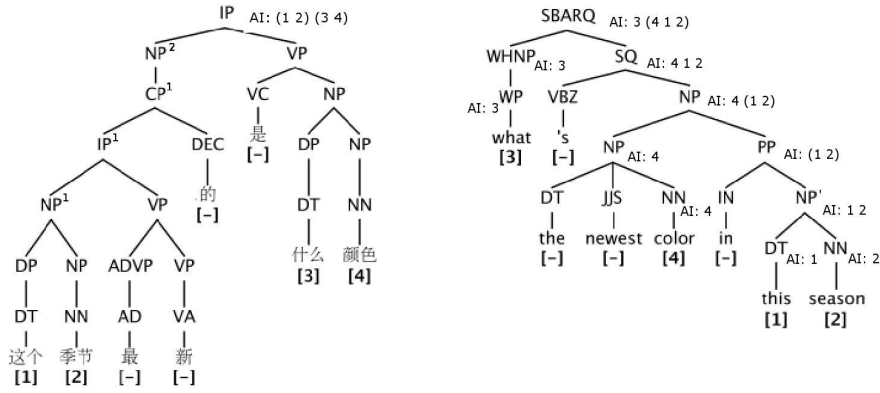 IP AI: (1 2) (3 4)
NP² VP
CP¹ VC NP
IP¹ DEC 是 [-] DP NP
NP¹ VP 的 [-] DT NN
DP NP ADVP VP 什么 颜色
[3] [4]
DT NN AD VA
这个 季节 最 新
[1] [2] [-] [-]
SBARQ AI: 3 (4 1 2)
WHNP AI: 3 SQ AI: 4 1 2
AI: 3 WP VBZ NP AI: 4 (1 2)
what 's
[3] [-]
NP AI: 4 PP AI: (1 2)
DT JJS NN AI: 4 IN NP' AI: 1 2
the newest color in DT AI: 1 NN AI: 2
[-] [-] [4] [-]
this season
[1] [2]